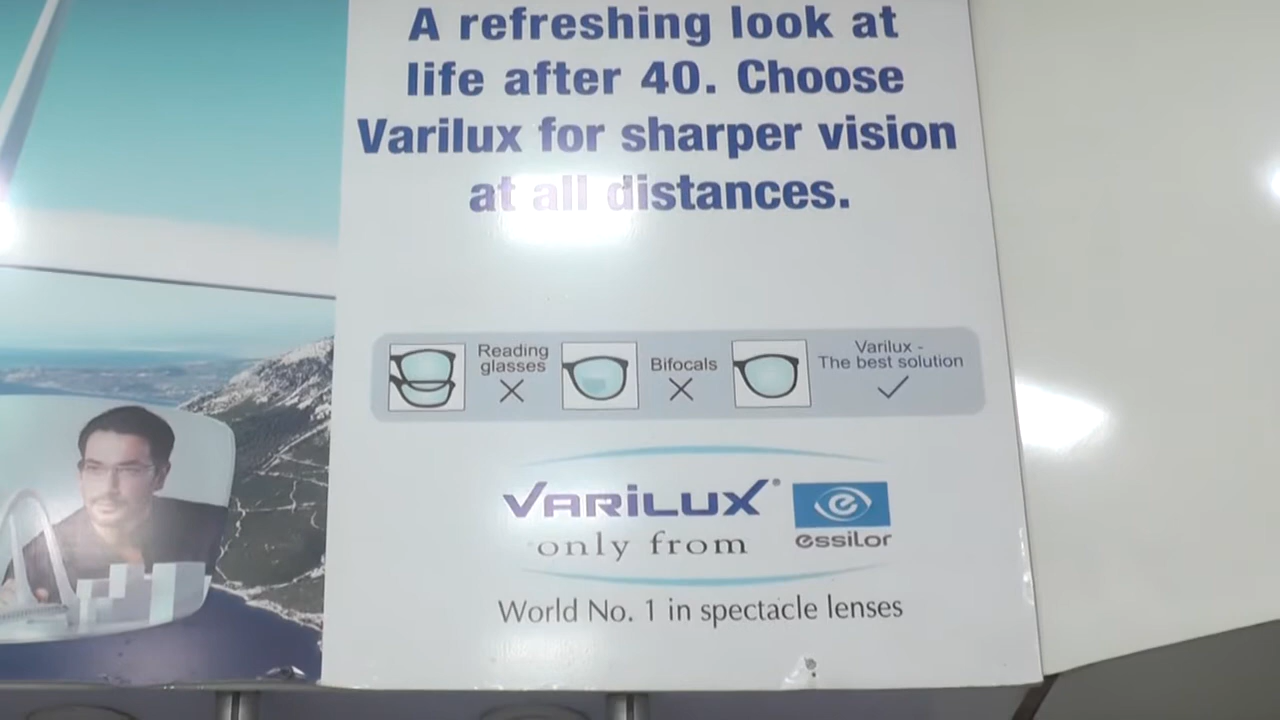 A refreshing look at
life after 40. Choose
Varilux for sharper vision
at all distances.
Reading
glasses
Bifocals
Varilux -
The best solution
VARiLUX®
only from
essilor
World No. 1 in spectacle lenses